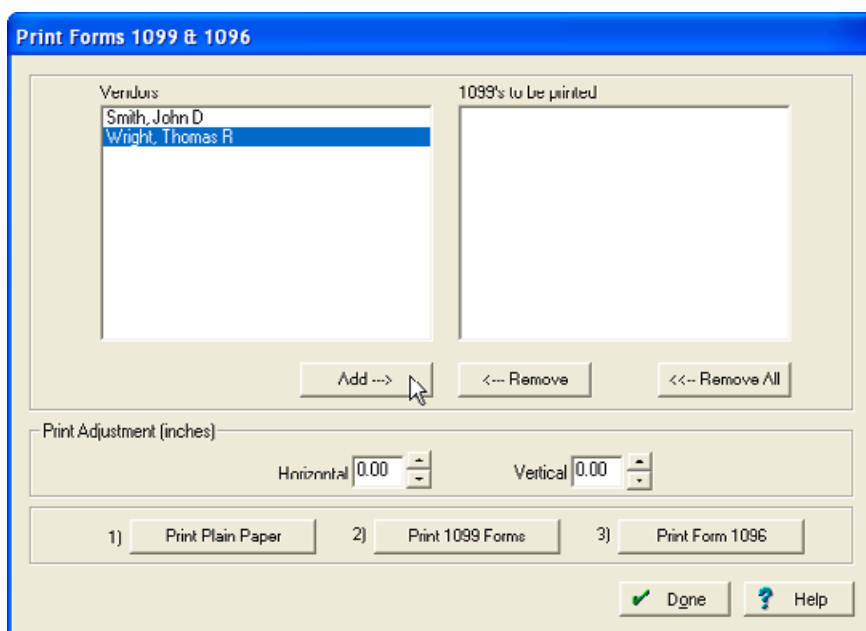 Print Forms 1099 & 1096
Vendors
1099's to be printed
Smith, John D
Wright, Thomas R
Add --->
<--- Remove
<<-- Remove All
Print Adjustment (inches)
Horizontal 0.00
Vertical 0.00
1) Print Plain Paper
2) Print 1099 Forms
3) Print Form 1096
Done
? Help